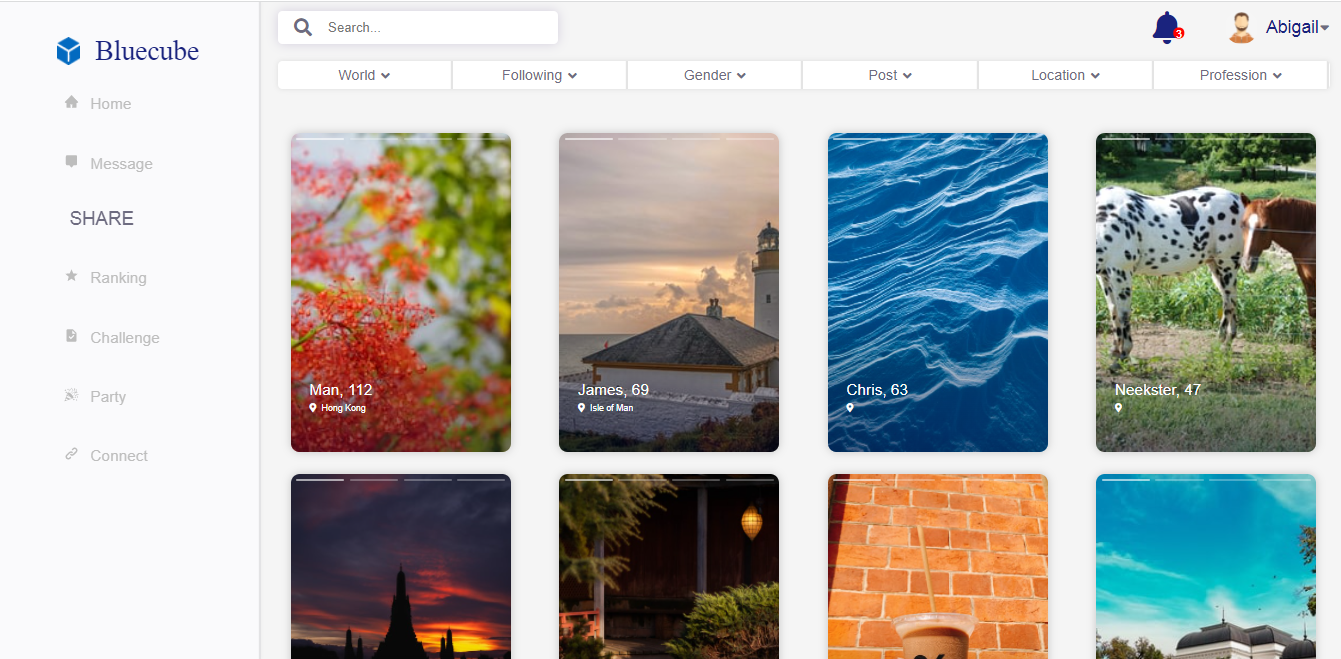 Bluecube
Search...
3
Abigail
World
Following
Gender
Post
Location
Profession
Home
Message
SHARE
Ranking
Challenge
Party
Connect
Man, 112
Hong Kong
James, 69
Isle of Man
Chris, 63
Neekster, 47